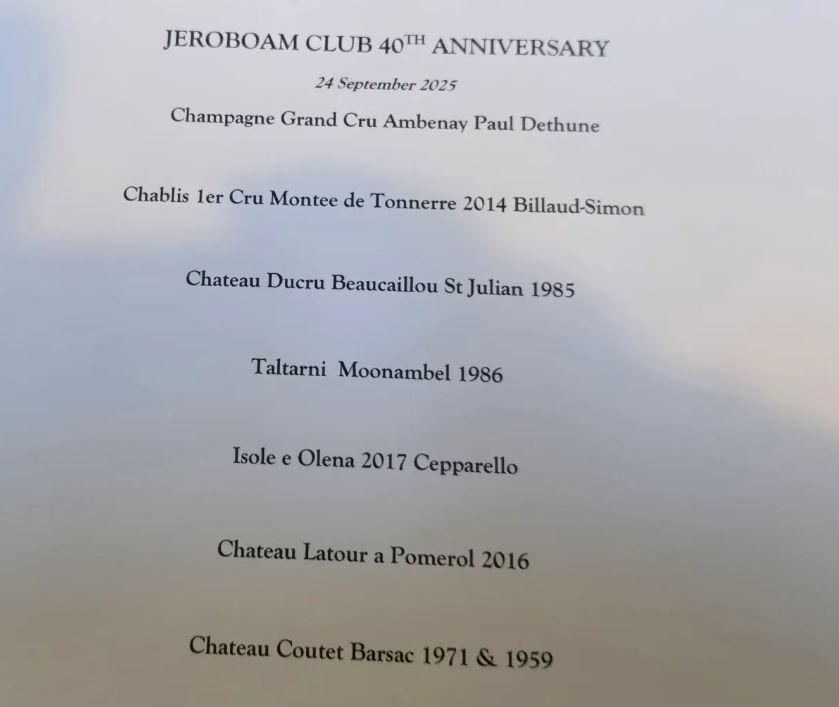 JEROBOAM CLUB 40TH ANNIVERSARY
24 September 2025
Champagne Grand Cru Ambenay Paul Dethune
Chablis 1er Cru Montee de Tonnerre 2014 Billaud-Simon
Chateau Ducru Beaucaillou St Julian 1985
Taltarni Moonambel 1986
Isole e Olena 2017 Cepparello
Chateau Latour a Pomerol 2016
Chateau Coutet Barsac 1971 & 1959